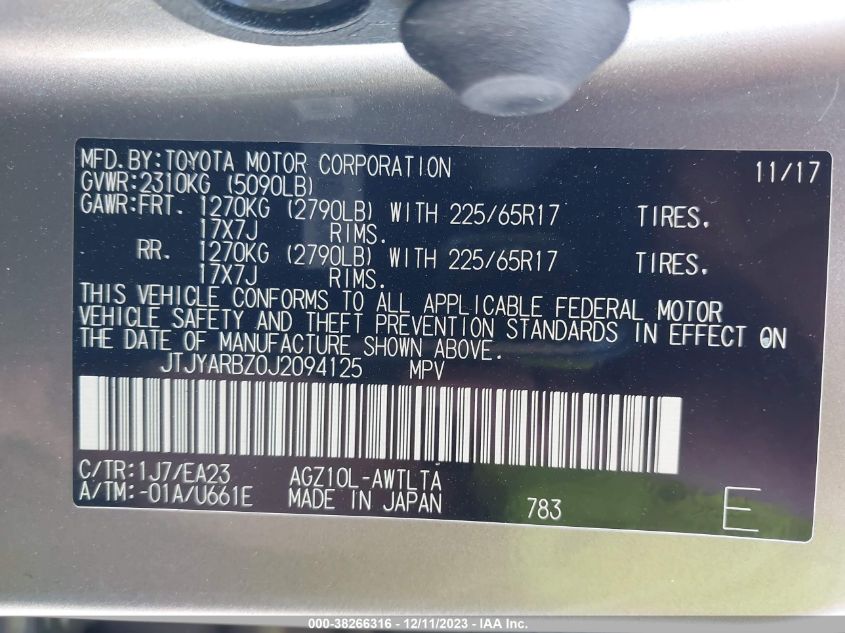 MFD.BY:TOYOTA MOTOR CORPORATION 11/17
GVWR:2310KG (5090LB)
GAWR:FRT. 1270KG (2790LB) WITH 225/65R17 TIRES.
17X7J RIMS.
RR. 1270KG (2790LB) WITH 225/65R17 TIRES.
17X7J RIMS.
THIS VEHICLE CONFORMS TO ALL APPLICABLE FEDERAL MOTOR
VEHICLE SAFETY AND THEFT PREVENTION STANDARDS IN EFFECT ON
THE DATE OF MANUFACTURE SHOWN ABOVE.
JTJYARBZ0J2094125 MPV
C/TR:1J7/EA23 AGZ10L-AWTLTA
A/TM:-01A/U661E MADE IN JAPAN 783 E
000-38266316 - 12/11/2023 - IAA Inc.